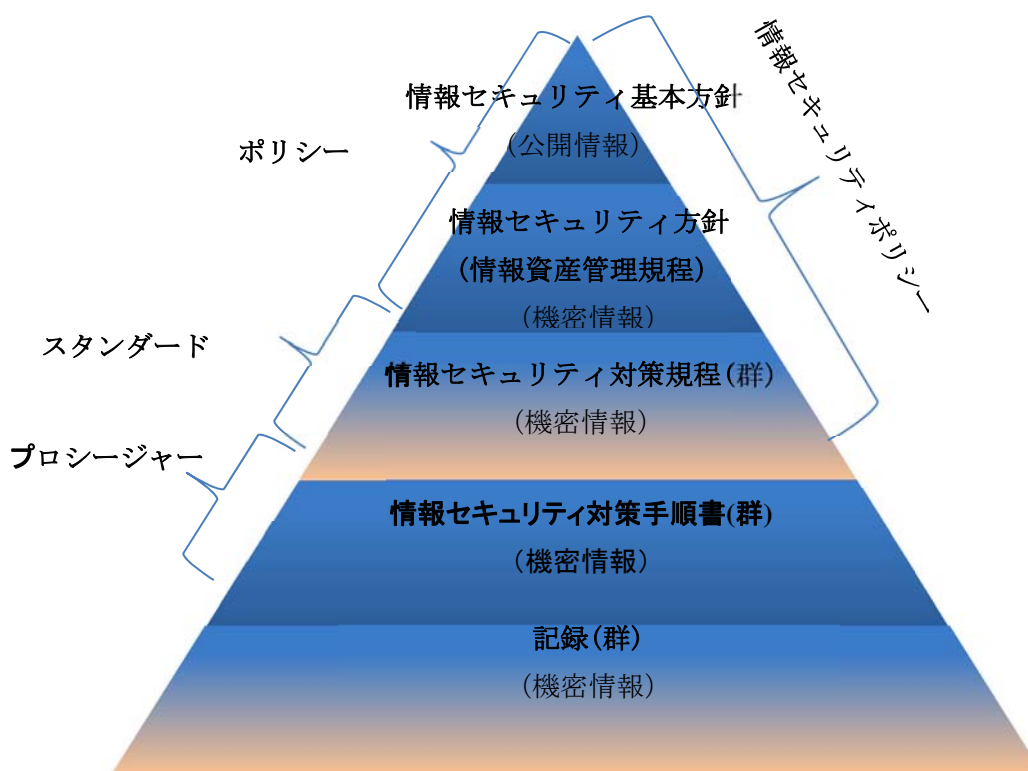 情報セキュリティ基本方針
(公開情報)
ポリシー
情報セキュリティポリシー
情報セキュリティ方針
(情報資産管理規程)
(機密情報)
スタンダード
情報セキュリティ対策規程(群)
(機密情報)
プロシージャー
情報セキュリティ対策手順書(群)
(機密情報)
記録(群)
(機密情報)